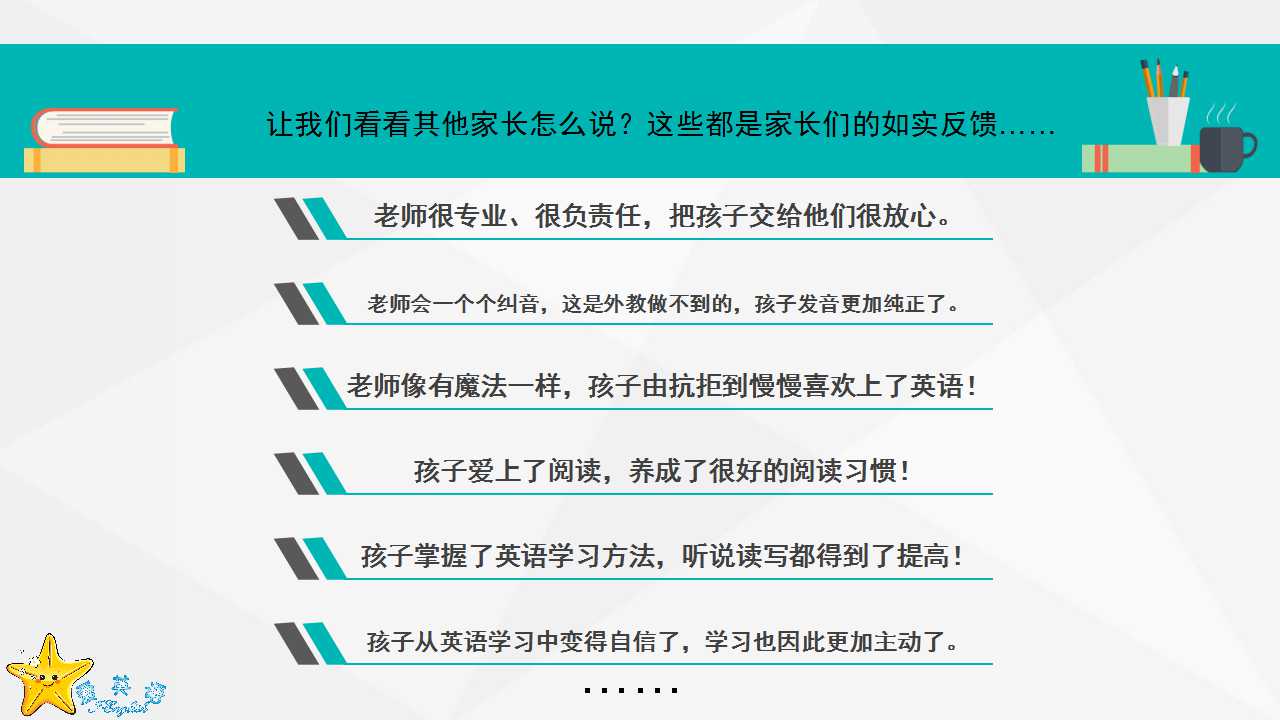 让我们看看其他家长怎么说？这些都是家长们的如实反馈……
老师很专业、很负责任，把孩子交给他们很放心。
老师会一个个纠音，这是外教做不到的，孩子发音更加纯正了。
老师像有魔法一样，孩子由抗拒到慢慢喜欢上了英语！
孩子爱上了阅读，养成了很好的阅读习惯！
孩子掌握了英语学习方法，听说读写都得到了提高！
孩子从英语学习中变得自信了，学习也因此更加主动了。
……
英